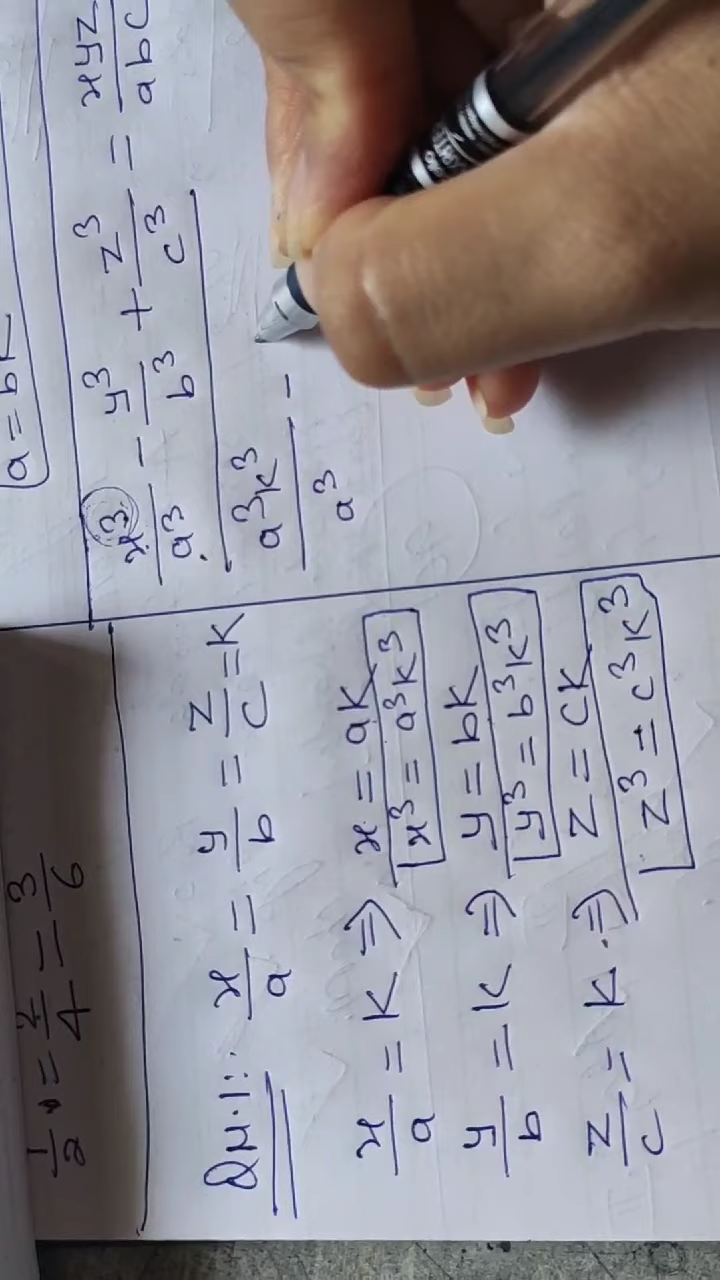 1/2 = 2/4 = 3/6
Qu.1: x/a = y/b = z/c = K
x/a = K ⇒ x = aK
x³ = a³K³
y/b = K ⇒ y = bK
y³ = b³K³
z/c = K ⇒ z = cK
z³ = c³K³
a = bK
x³/a³ - y³/b³ + z³/c³ = xyz/abc
a³K³/a³ -